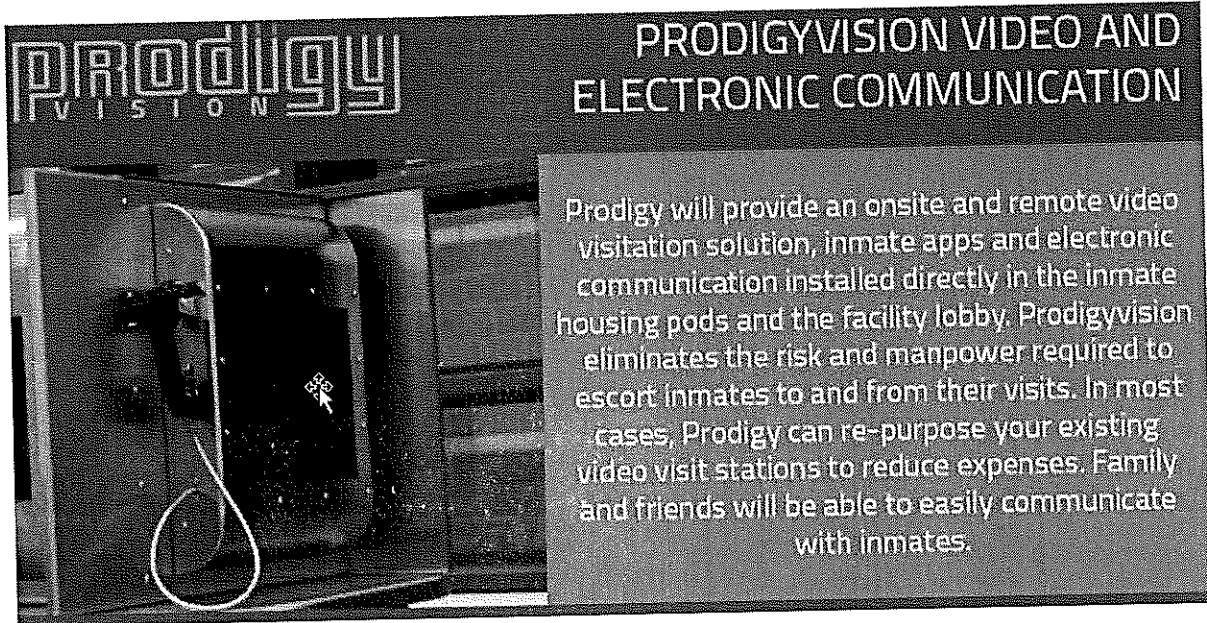 PRODIGY
VISION
PRODIGYVISION VIDEO AND
ELECTRONIC COMMUNICATION
Prodigy will provide an onsite and remote video
visitation solution, inmate apps and electronic
communication installed directly in the inmate
housing pods and the facility lobby. Prodigyvision
eliminates the risk and manpower required to
escort inmates to and from their visits. In most
cases, Prodigy can re-purpose your existing
video visit stations to reduce expenses. Family
and friends will be able to easily communicate
with inmates.